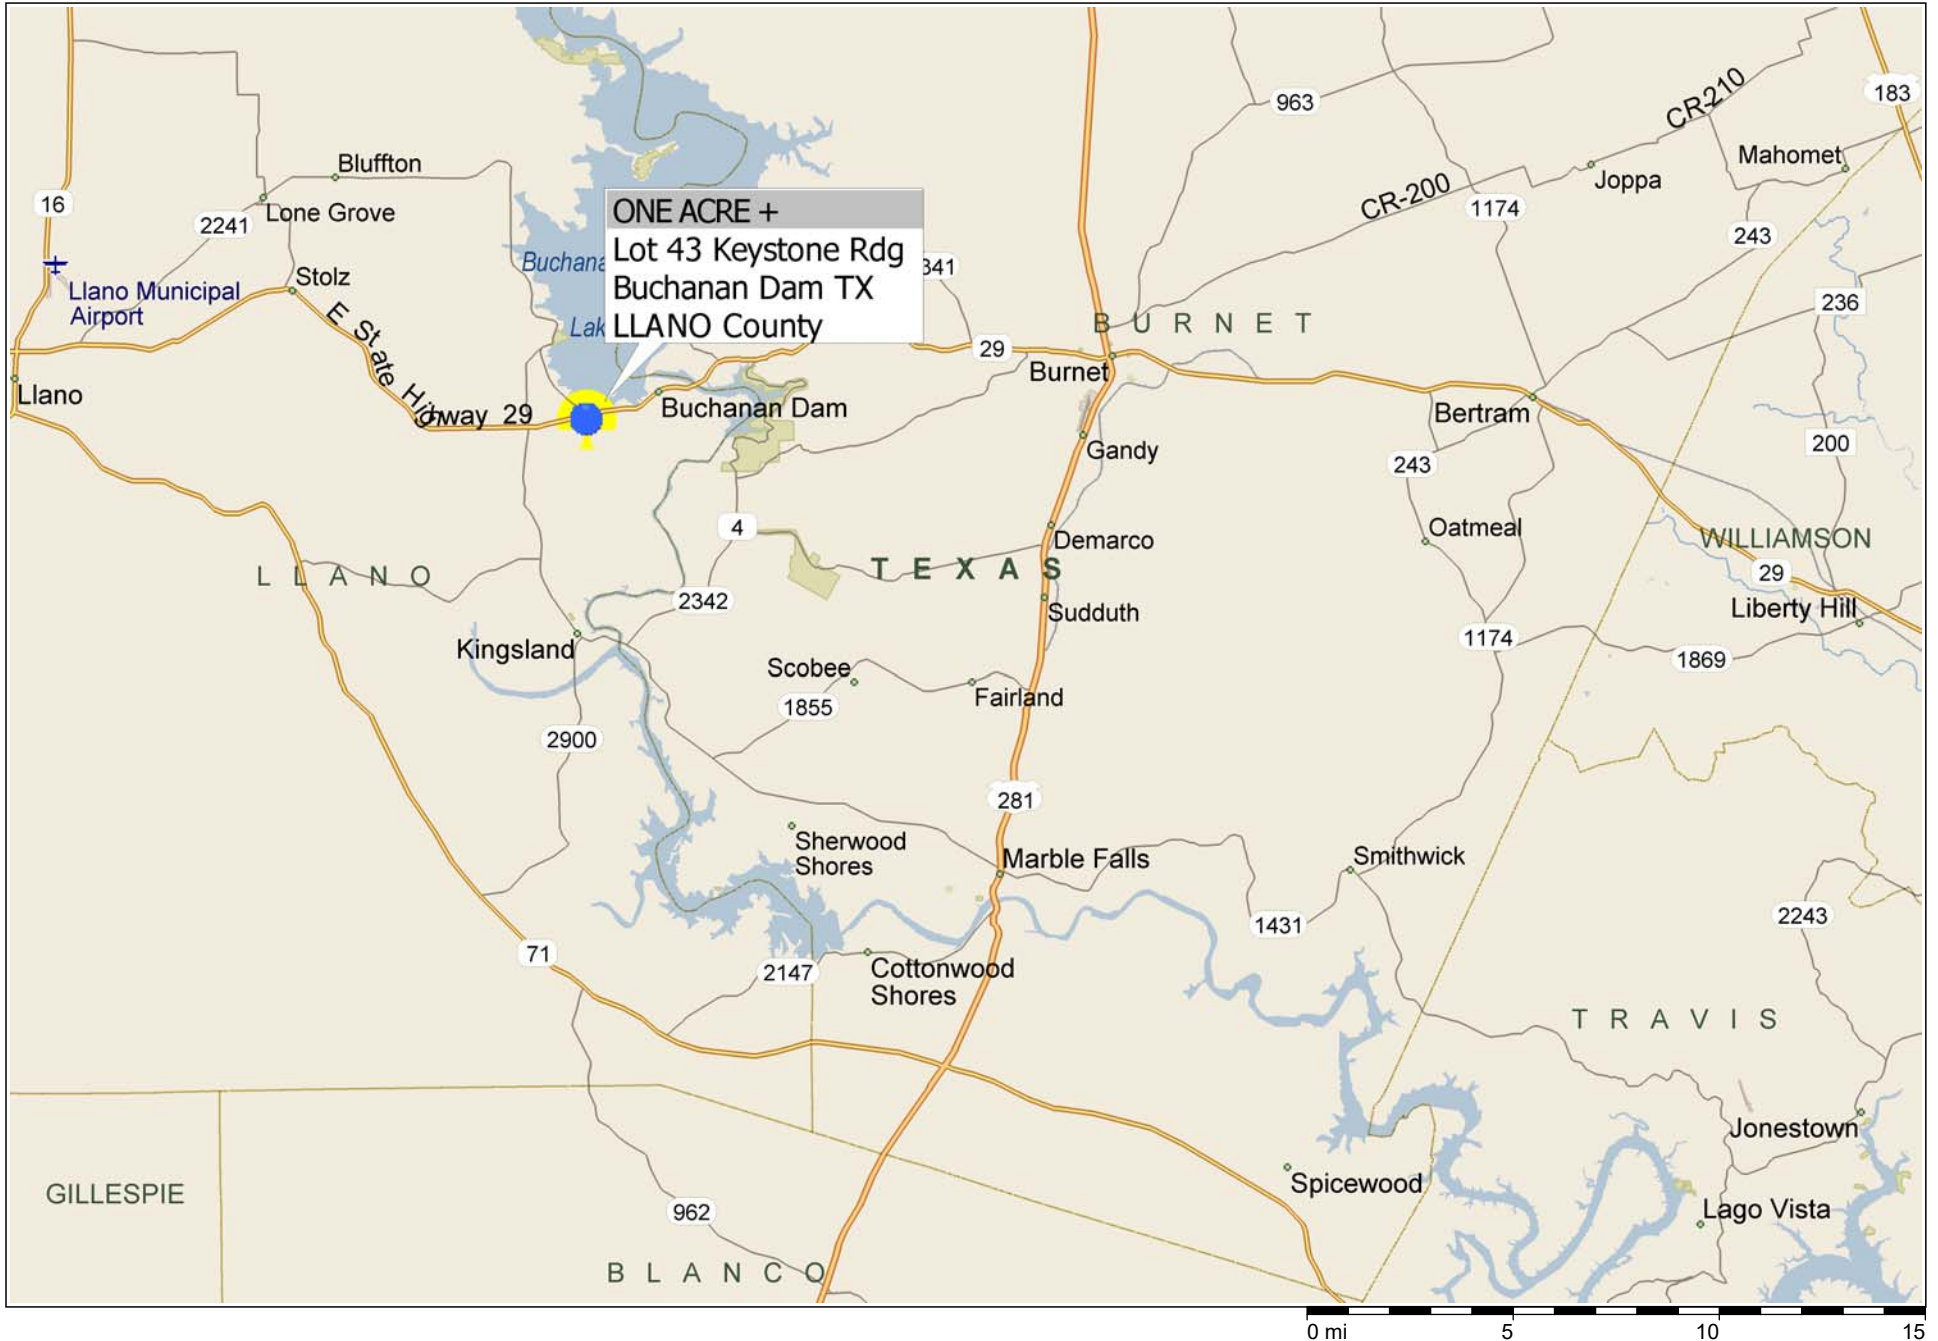 183
CR-210
963
Mahomet
Bluffton
Joppa
CR-200
16
Lone Grove
2241
1174
243
ONE ACRE +
Lot 43 Keystone Rdg
Buchanan Dam TX
LLANO County
Stolz
341
Llano Municipal
Airport
236
E State Highway 29
BURNET
29
Burnet
Llano
Buchanan Dam
Bertram
Gandy
243
200
4
Oatmeal
Demarco
WILLIAMSON
TEXAS
LLANO
29
2342
Sudduth
Liberty Hill
Kingsland
1174
1869
Scobee
Fairland
1855
2900
281
Sherwood
Shores
Marble Falls
Smithwick
1431
2243
71
2147
Cottonwood
Shores
TRAVIS
Jonestown
Spicewood
GILLESPIE
962
Lago Vista
BLANCO
0 mi 5 10 15